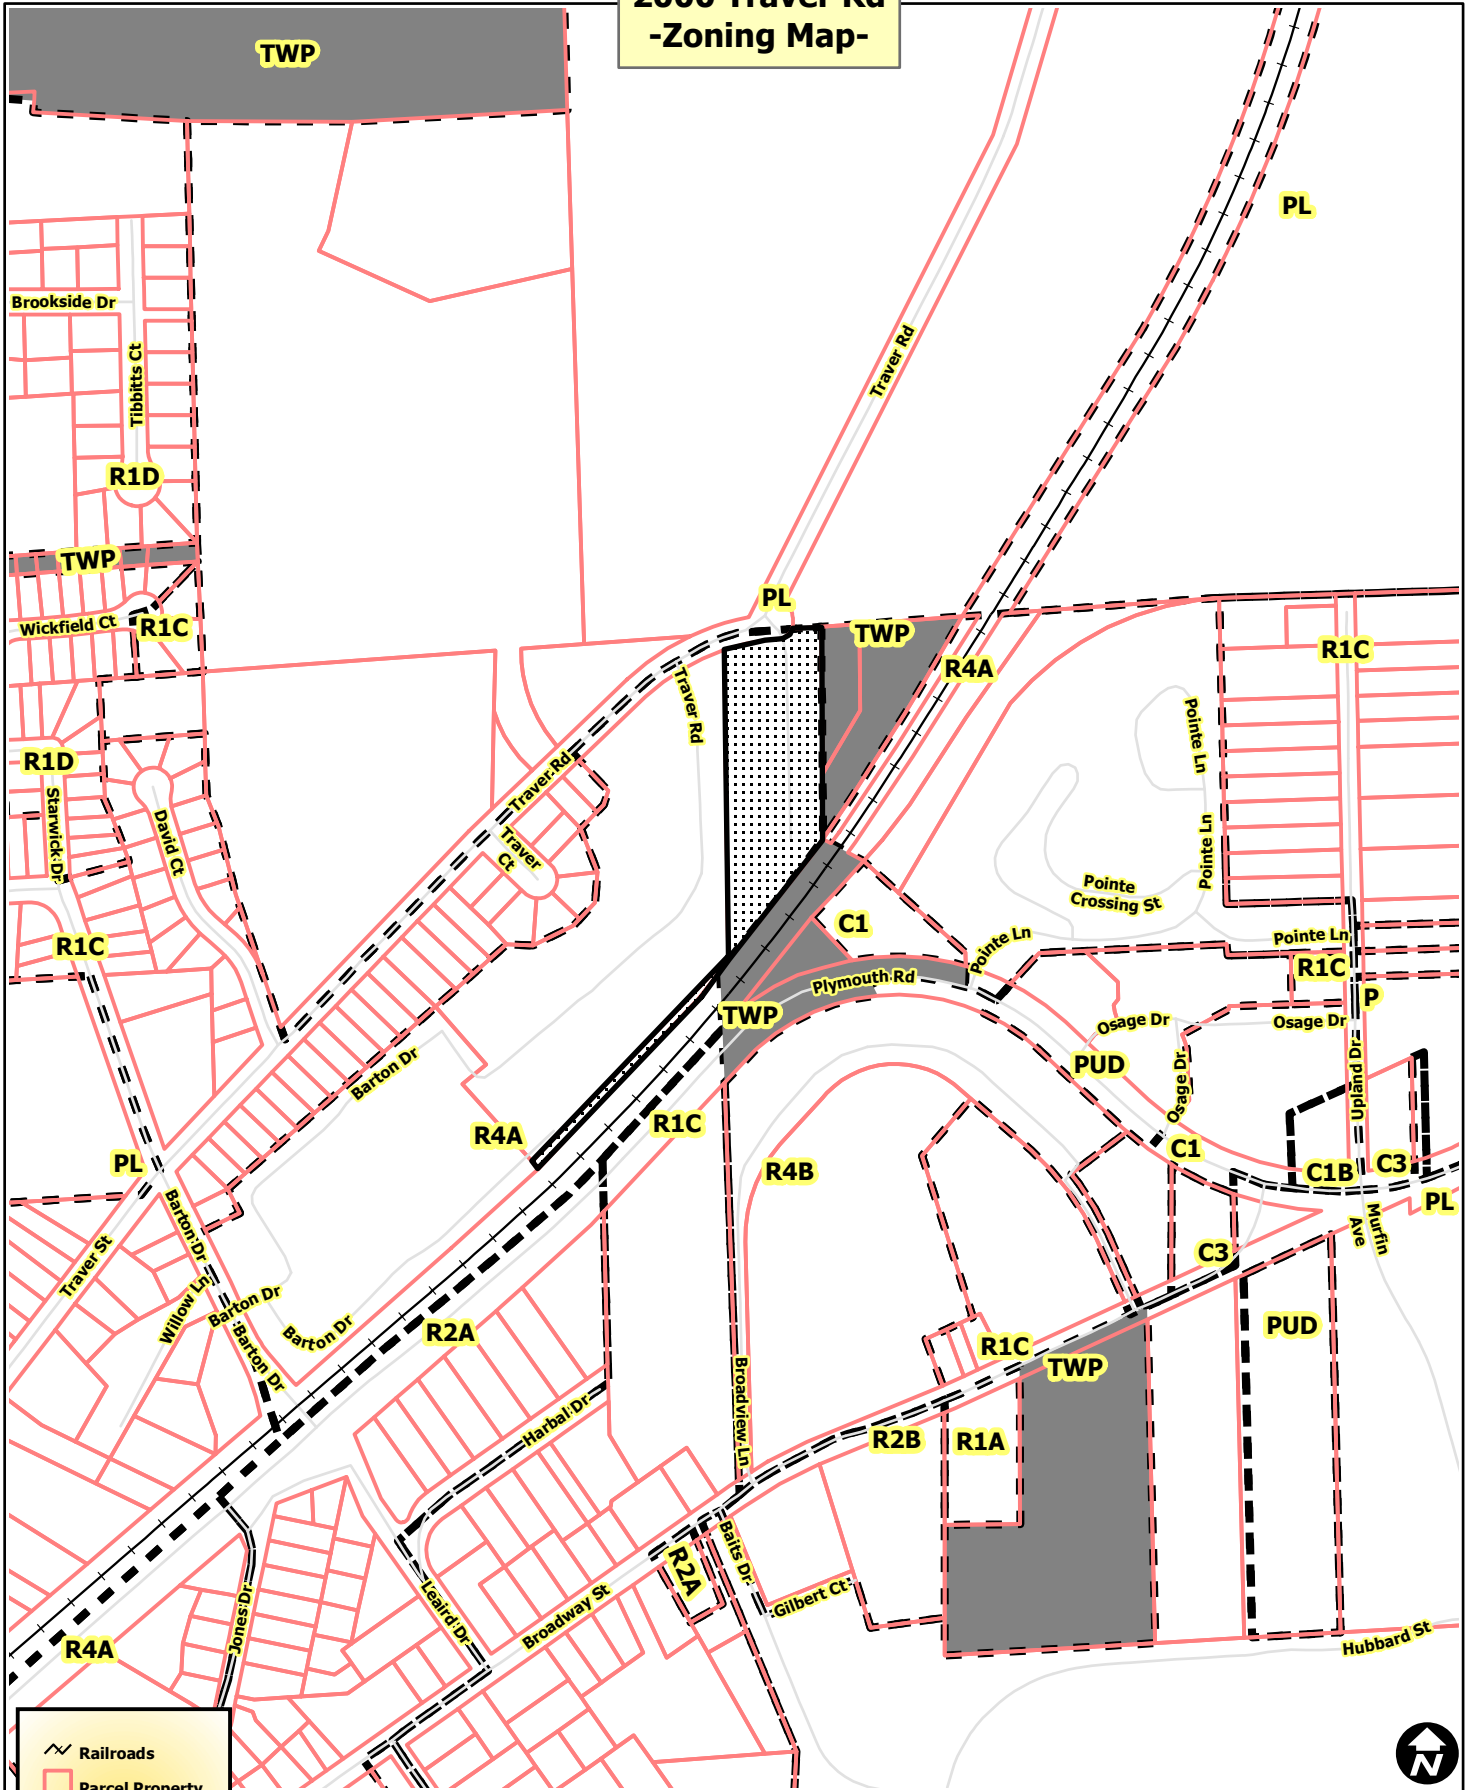 2000 Traver Rd
-Zoning Map-
TWP
PL
Brookside Dr
Tibbitts Ct
Traver Rd
R1D
TWP
PL
Wickfield Ct
R1C
TWP
R1C
R4A
Traver Rd
Pointe Ln
R1D
Traver Rd
Starwick Dr
David Ct
Traver
Ct
Pointe Ln
Pointe
Crossing St
C1
R1C
Pointe Ln
Pointe Ln
R1C
Plymouth Rd
P
TWP
Osage Dr
Osage Dr
PUD
Barton Dr
Osage Dr
Upland Dr
R1C
R4A
C1
PL
R4B
C1B
C3
PL
Barton Dr
Murfin
Ave
Traver St
C3
Willow Ln
Barton Dr
Barton Dr
Barton Dr
R2A
PUD
R1C
TWP
Broadview Ln
Harbal Dr
R2B
R1A
Baits Dr
R2A
Leaird Dr
Gilbert Ct
Jones Dr
Broadway St
Hubbard St
R4A
Railroads
Parcel Property
N